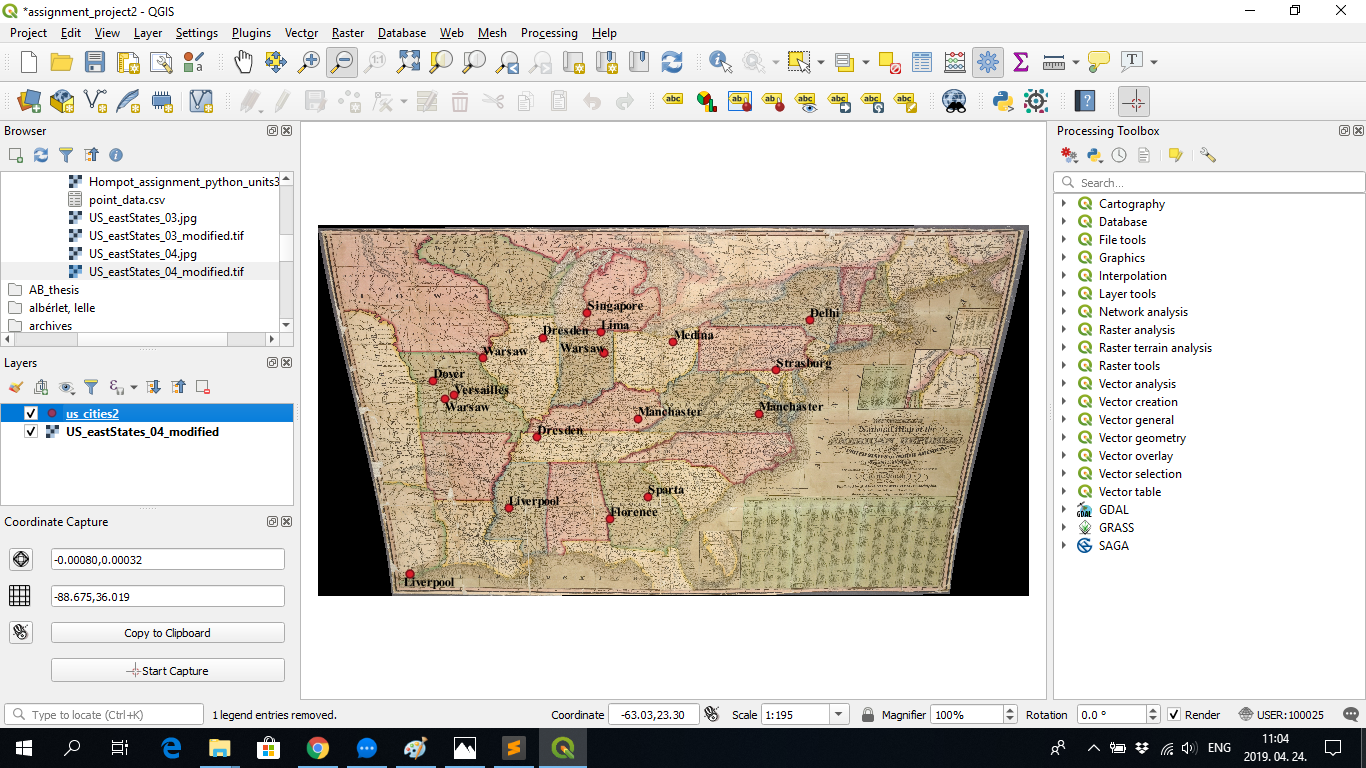 *assignment_project2 - QGIS
Project Edit View Layer Settings Plugins Vector Raster Database Web Mesh Processing Help
Browser
Hompot_assignment_python_units3
point_data.csv
US_eastStates_03.jpg
US_eastStates_03_modified.tif
US_eastStates_04.jpg
US_eastStates_04_modified.tif
AB_thesis
albérlet, lelle
archives
Layers
us_cities2
US_eastStates_04_modified
Coordinate Capture
-0.00080,0.00032
-88.675,36.019
Copy to Clipboard
Start Capture
Singapore
Delhi
Lima
Dresden
Medina
Warsaw
Warsaw
Strasburg
Dover
Versailles
Warsaw
Manchaster
Manchaster
Dresden
Sparta
Liverpool
Florence
Liverpool
Processing Toolbox
Search...
Cartography
Database
File tools
Graphics
Interpolation
Layer tools
Network analysis
Raster analysis
Raster terrain analysis
Raster tools
Vector analysis
Vector creation
Vector general
Vector geometry
Vector overlay
Vector selection
Vector table
GDAL
GRASS
SAGA
Type to locate (Ctrl+K) 1 legend entries removed. Coordinate -63.03,23.30 Scale 1:195 Magnifier 100% Rotation 0.0 ° Render USER:100025
ENG
11:04
2019. 04. 24.